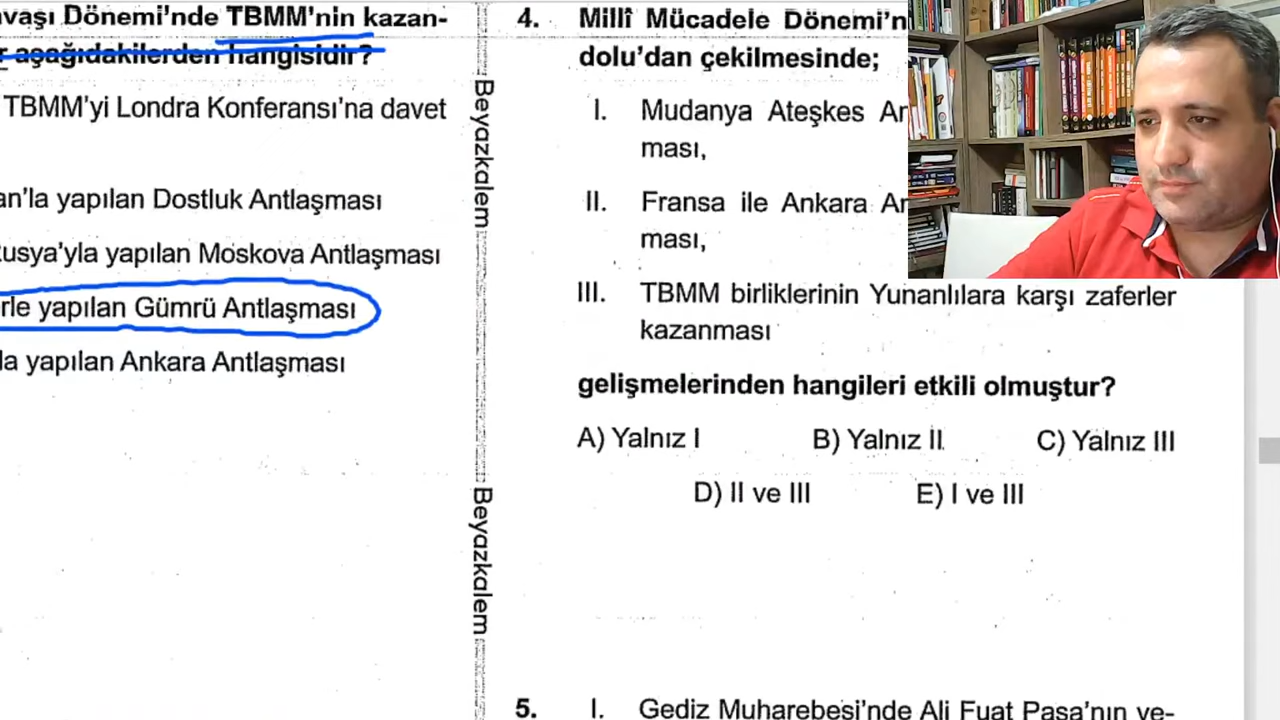 vaşı Dönemi’nde TBMM’nin kazan-
r aşağıdakilerden hangisidir?
TBMM’yi Londra Konferansı’na davet
an’la yapılan Dostluk Antlaşması
usya’yla yapılan Moskova Antlaşması
rle yapılan Gümrü Antlaşması
la yapılan Ankara Antlaşması
Beyazkalem
Beyazkalem
4. Millî Mücadele Dönemi’n
dolu’dan çekilmesinde;
I. Mudanya Ateşkes An
ması,
II. Fransa ile Ankara An
ması,
III. TBMM birliklerinin Yunanlılara karşı zaferler
kazanması
gelişmelerinden hangileri etkili olmuştur?
A) Yalnız I B) Yalnız II C) Yalnız III
D) II ve III E) I ve III
5. I. Gediz Muharebesi’nde Ali Fuat Paşa’nın ye-